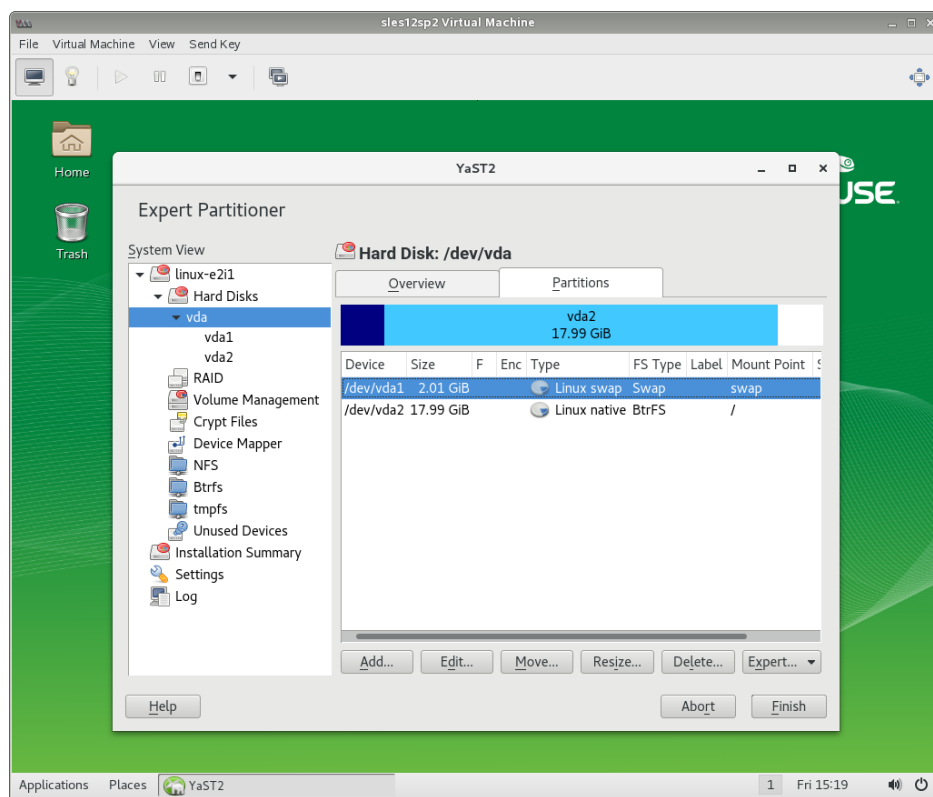 sles12sp2 Virtual Machine
File Virtual Machine View Send Key
Home
Trash
USE.
YaST2
Expert Partitioner
System View
linux-e2i1
Hard Disks
vda
vda1
vda2
RAID
Volume Management
Crypt Files
Device Mapper
NFS
Btrfs
tmpfs
Unused Devices
Installation Summary
Settings
Log
Hard Disk: /dev/vda
Overview Partitions
vda2
17.99 GiB
Device Size F Enc Type FS Type Label Mount Point
/dev/vda1 2.01 GiB Linux swap Swap swap
/dev/vda2 17.99 GiB Linux native BtrFS /
Add... Edit... Move... Resize... Delete... Expert...
Help Abort Finish
Applications Places YaST2 1 Fri 15:19